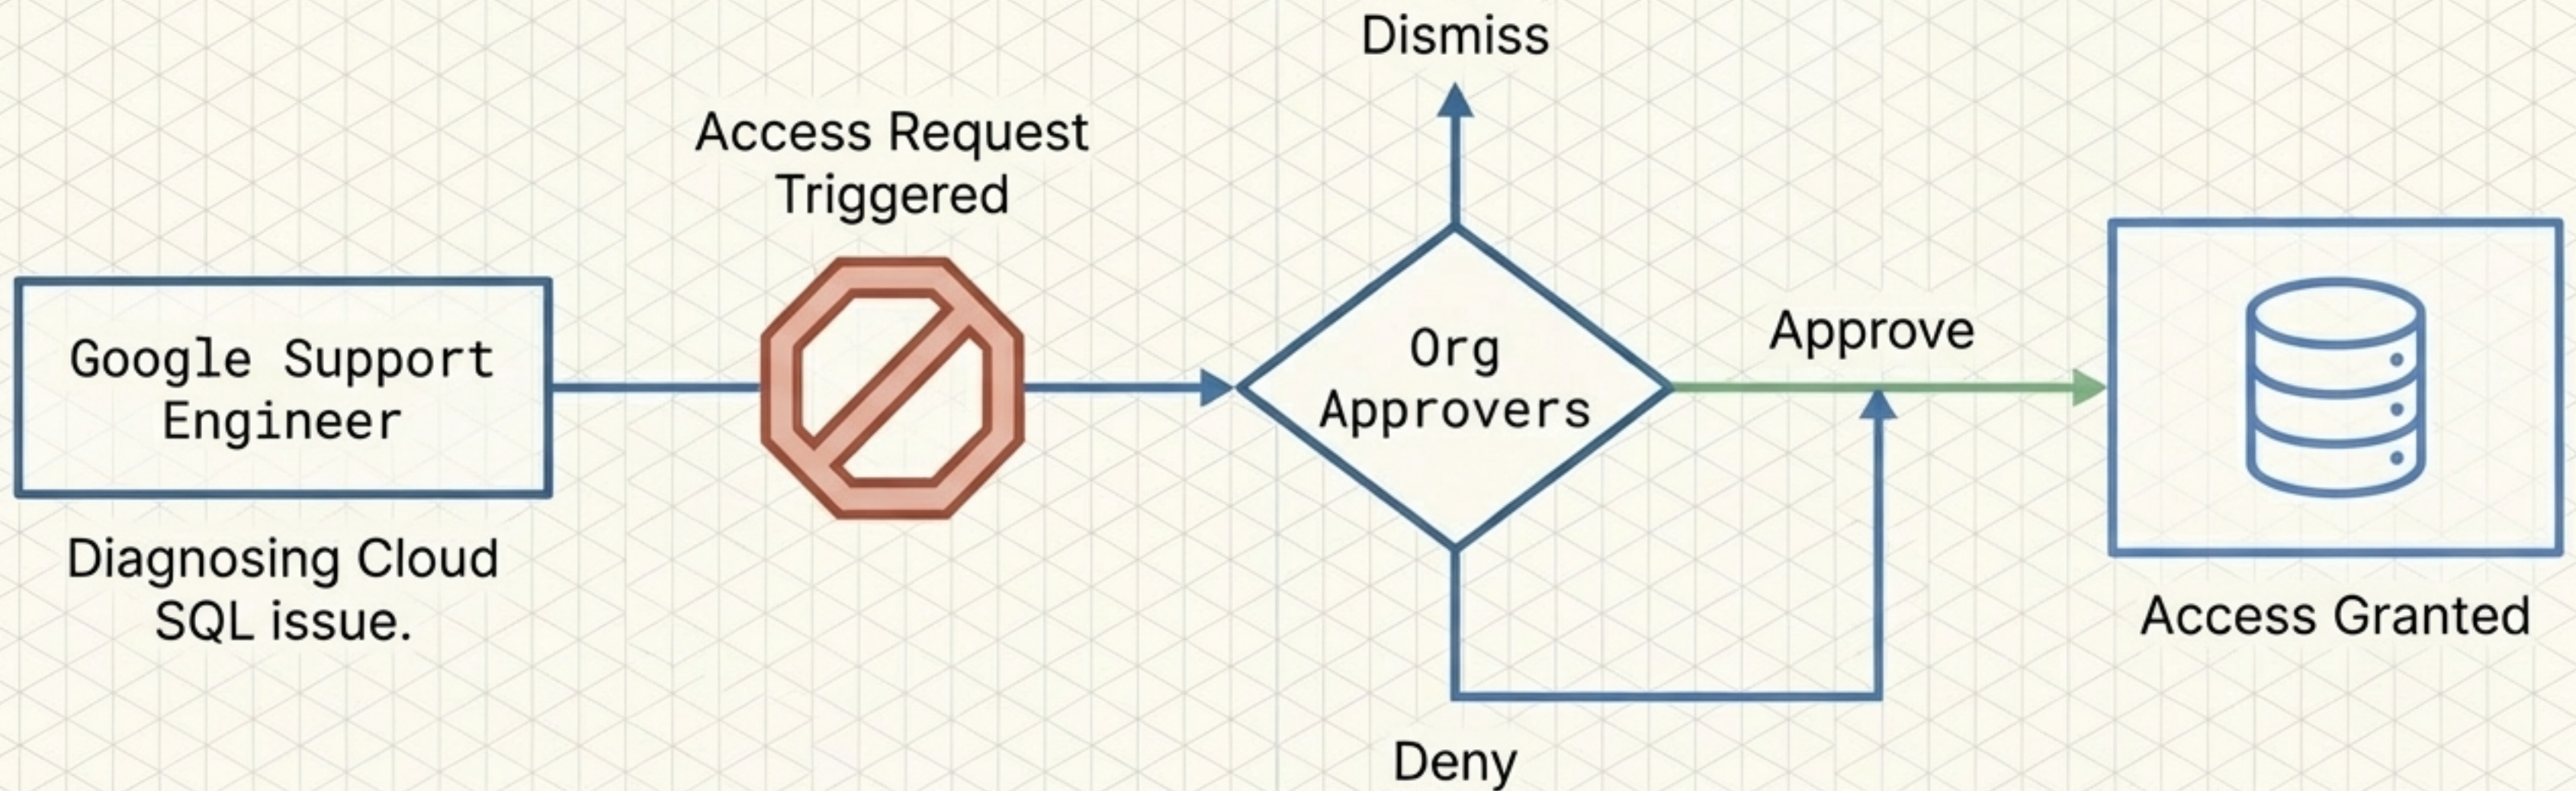 Google Support
Engineer
Diagnosing Cloud
SQL issue.
Access Request
Triggered
Dismiss
Org
Approvers
Deny
Approve
Access Granted